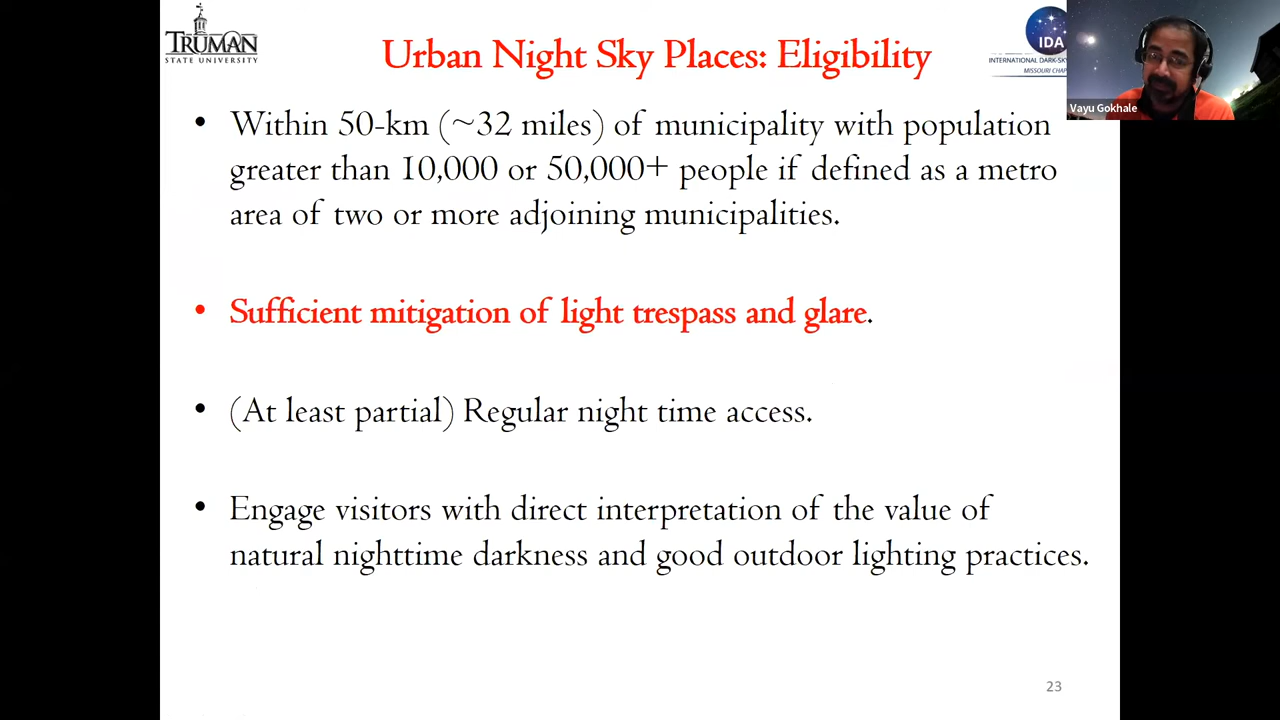 TRUMAN
STATE UNIVERSITY
Urban Night Sky Places: Eligibility
IDA
INTERNATIONAL DARK-SK
MISSOURI CHAP
Vayu Gokhale
• Within 50-km (~32 miles) of municipality with population
greater than 10,000 or 50,000+ people if defined as a metro
area of two or more adjoining municipalities.
• Sufficient mitigation of light trespass and glare.
• (At least partial) Regular night time access.
• Engage visitors with direct interpretation of the value of
natural nighttime darkness and good outdoor lighting practices.
23